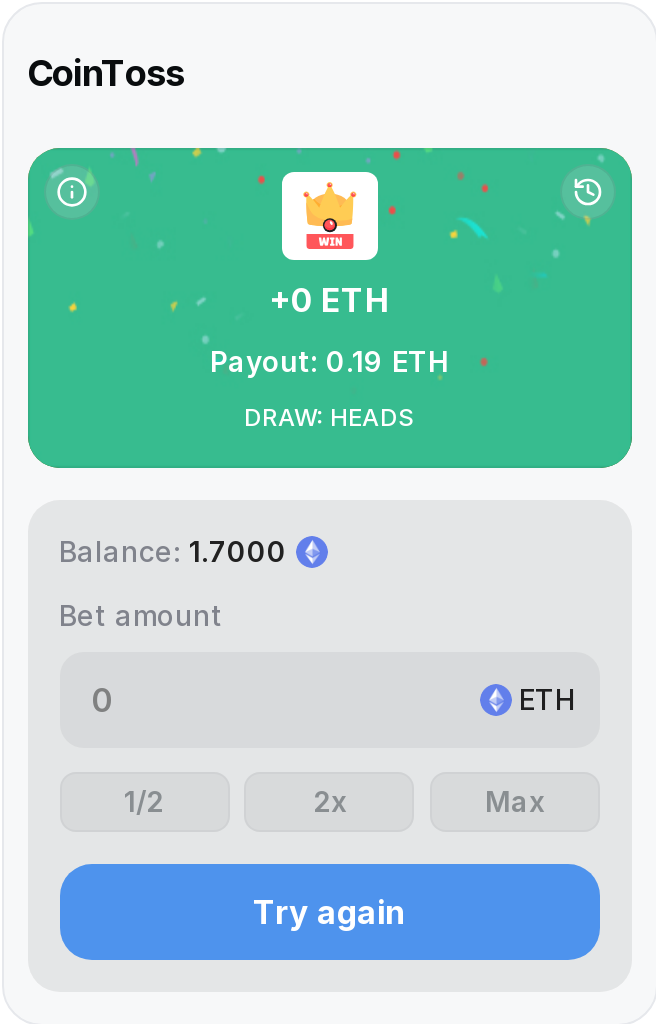 CoinToss
WIN
+0 ETH
Payout: 0.19 ETH
DRAW: HEADS
Balance: 1.7000
Bet amount
0 ETH
1/2 2x Max
Try again